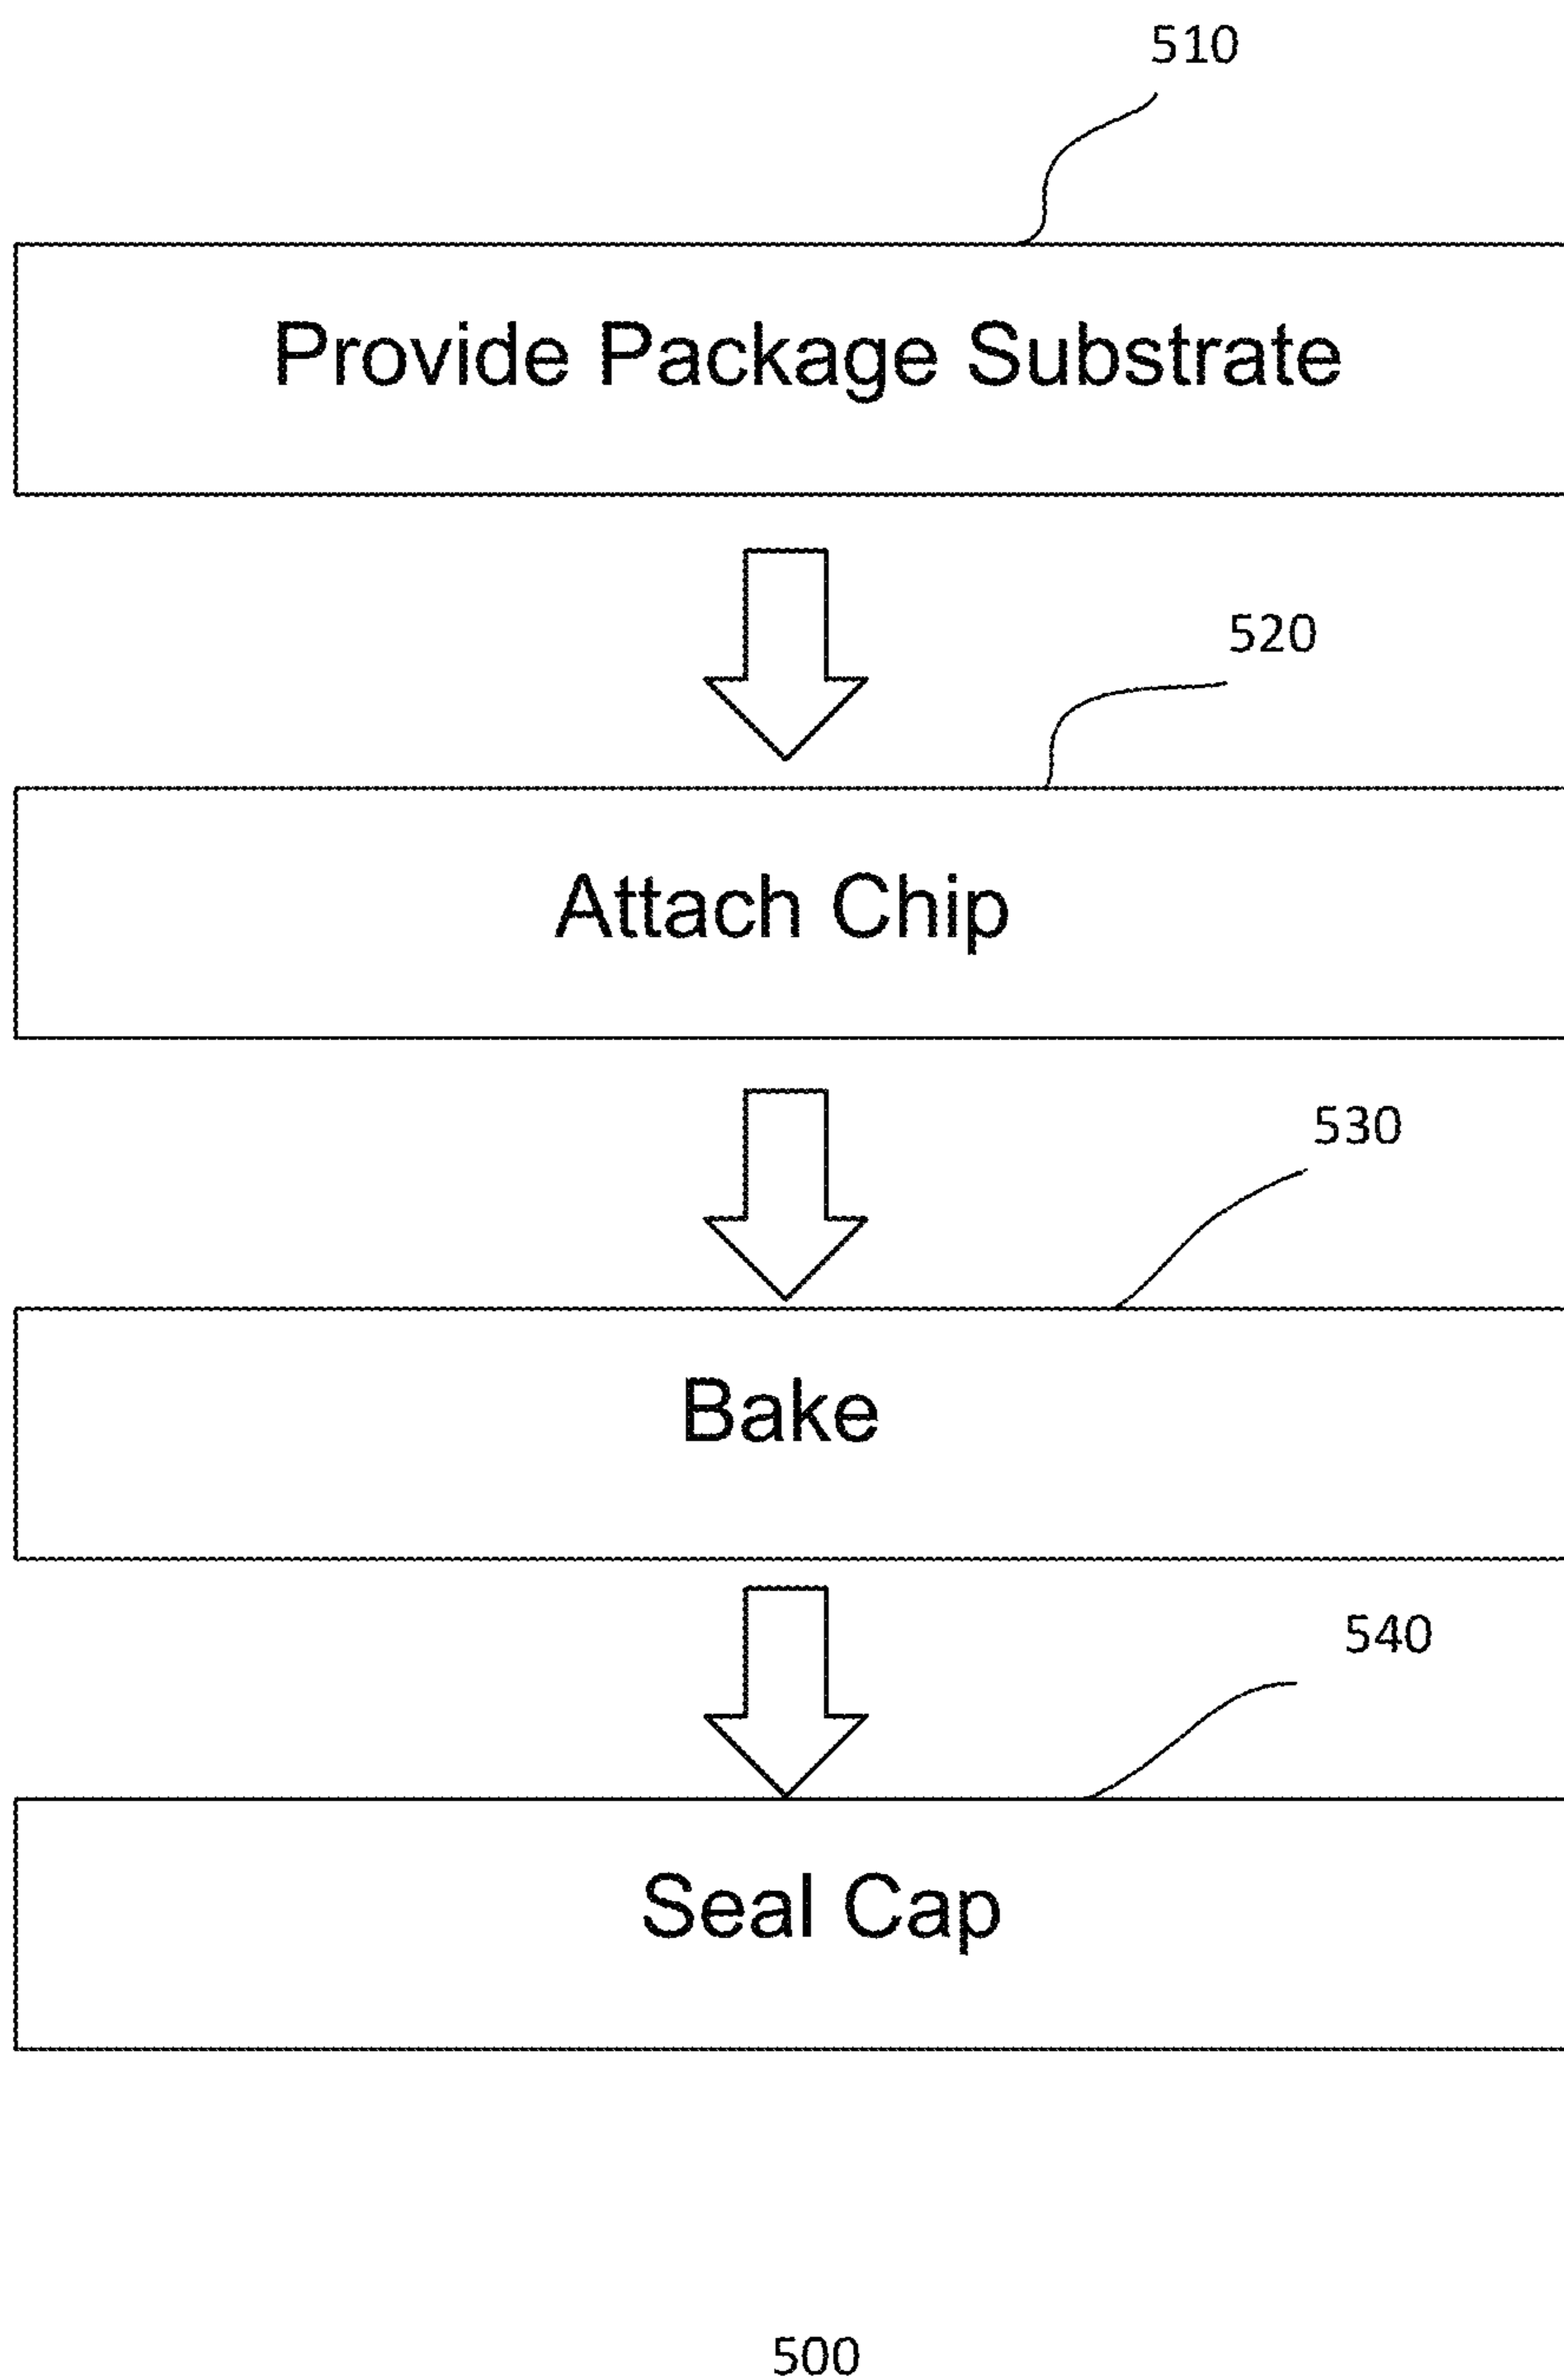 510
Provide Package Substrate
520
Attach Chip
530
Bake
540
Seal Cap
500